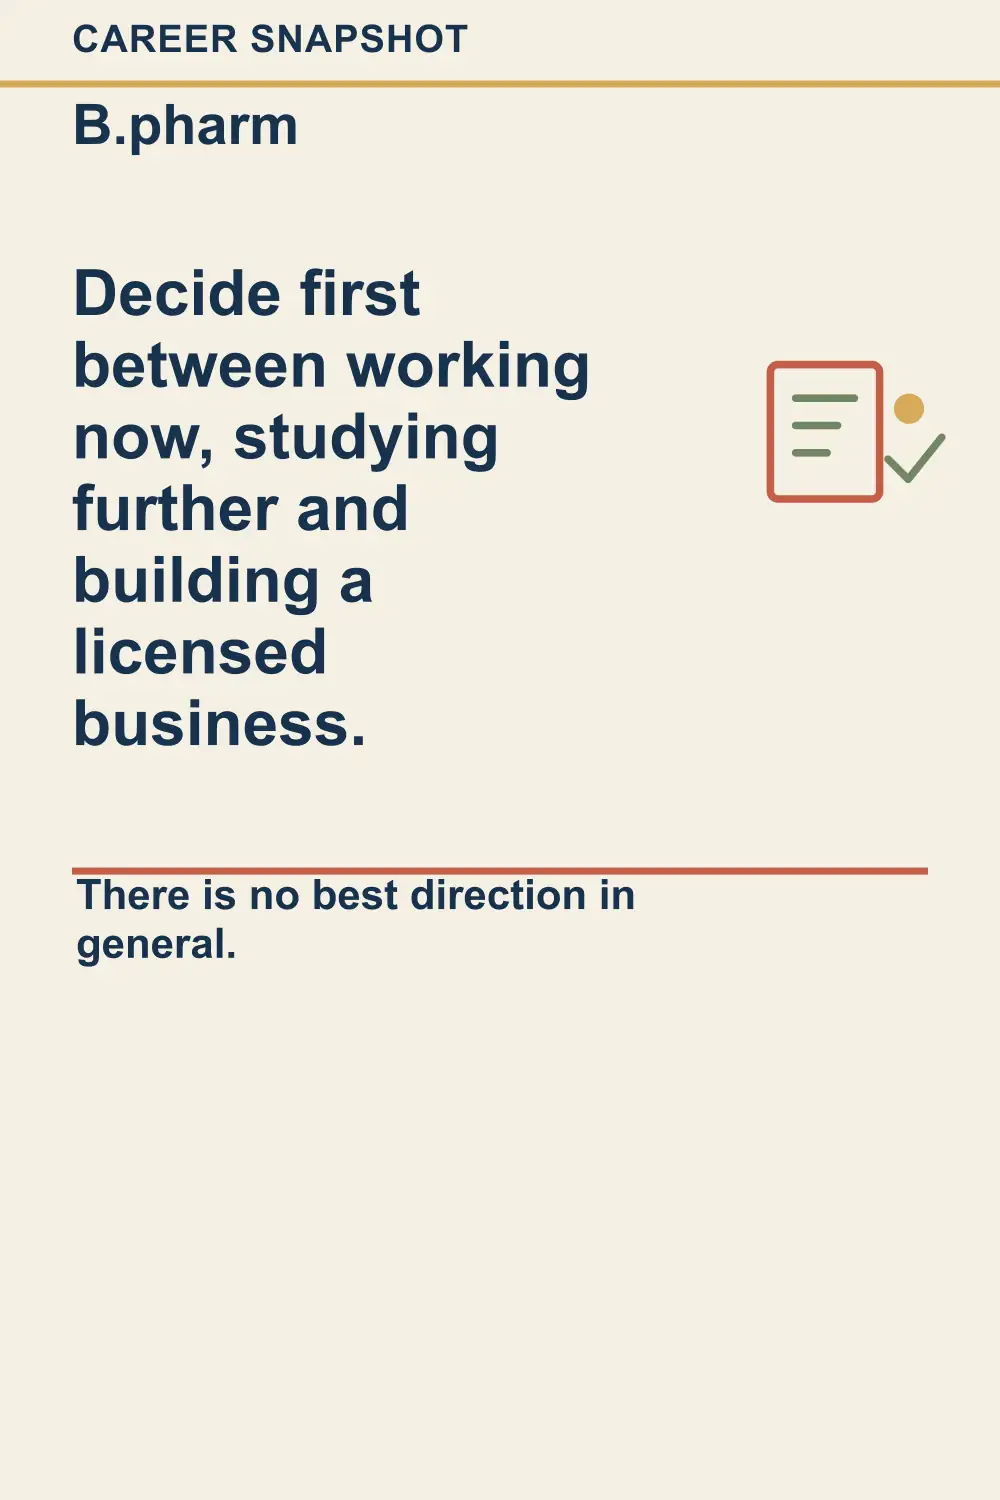 CAREER SNAPSHOT
B.pharm
Decide first
between working
now, studying
further and
building a
licensed
business.
There is no best direction in
general.